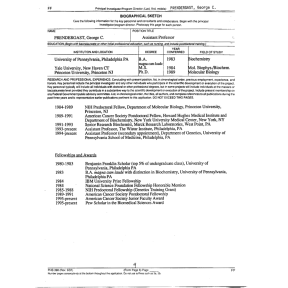 FF
Principal Investigator/Program Director (Last, first, middle): PRENDERGAST, George C.
BIOGRAPHICAL SKETCH
Give the following information for the key personnel and consultants and collaborators. Begin with the principal
investigator/program director. Photocopy this page for each person.
NAME
POSITION TITLE
PRENDERGAST, George C.
Assistant Professor
EDUCATION (Begin with baccalaureate or other initial professional education, such as nursing, and include postdoctoral training.)
INSTITUTION AND LOCATION
DEGREE
YEAR CONFERRED
FIELD OF STUDY
University of Pennsylvania, Philadelphia PA
B.A. magna cum laude
1983
Biochemistry
Yale University, New Haven CT
1984
Mol. Biophys./Biochem
Princeton University, Princeton NJ
Ph.D.
1989
Molecular Biology
1984-1989 NIH Predoctoral Fellow, Department of Molecular Biology, Princeton University,
Princeton, NJ
1989-1991 American Cancer Society Postdoctoral Fellow, Howard Hughes Medical Institute and
Department of Biochemistry, New York University Medical Center, New York, NY
1991-1993 Senior Research Biochemist, Merck Research Laboratories, West Point, PA
1993-present Assistant Professor, The Wistar Institute, Philadelphia PA
1994-present Assistant Professor (secondary appointment), Department of Genetics, University of
Pennsylvania School of Medicine, Philadelphia PA
Fellowships and Awards
1980-1983 Benjamin Franklin Scholar (top 5% of undergraduate class), University of
Pennsylvania, Philadelphia PA
1983 B.A. magna cum laude with distinction in Biochemistry, University of Pennsylvania,
Philadelphia PA
1984 IBM University Prize Fellowship
1984 National Science Foundation Fellowship (Honorable Mention)
1985-1989 NIH Predoctoral Fellowship (Genetics Training Grant)
1989-1991 American Cancer Society Postdoctoral Fellowship
1995-present American Cancer Society Junior Faculty Award
1995-present Pew Scholar in the Biomedical Sciences Award
4
FF